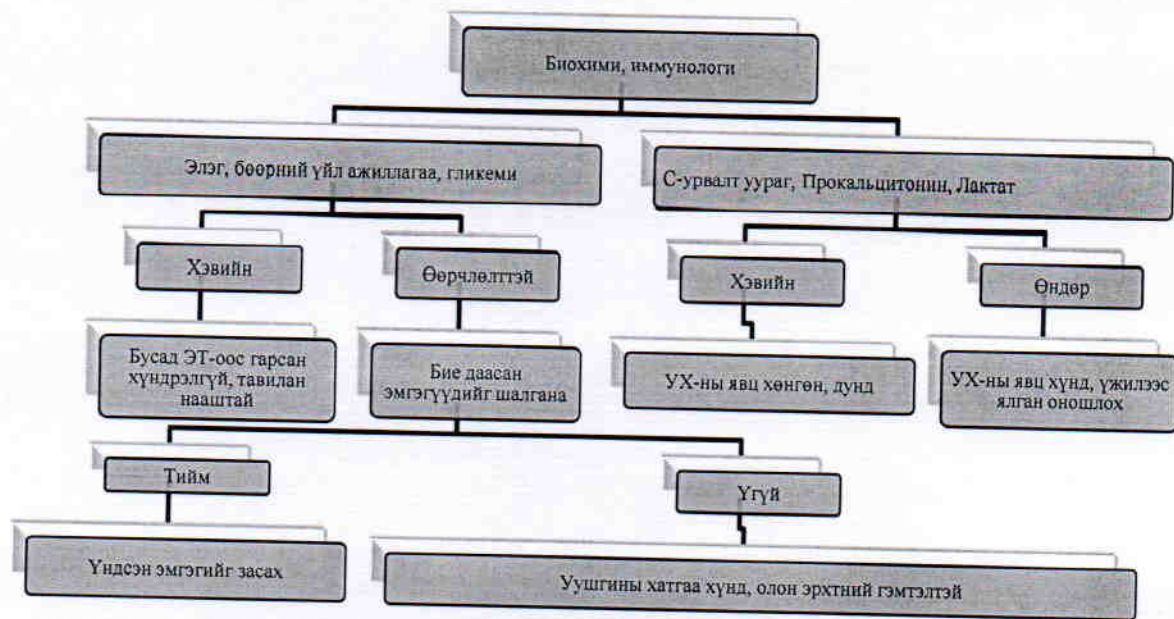 Биохими, иммунологи
Элэг, бөөрний үйл ажиллагаа, гликеми
С-урвалт уураг, Прокальцитонин, Лактат
Хэвийн
Өөрчлөлттэй
Хэвийн
Өндөр
Бусад ЭТ-оос гарсан
хүндрэлгүй, тавилан
нааштай
Бие даасан
эмгэгүүдийг шалгана
УХ-ны явц хөнгөн, дунд
УХ-ны явц хүнд, үжилээс
ялган оношлох
Тийм
Үгүй
Үндсэн эмгэгийг засах
Уушгины хатгаа хүнд, олон эрхтний гэмтэлтэй